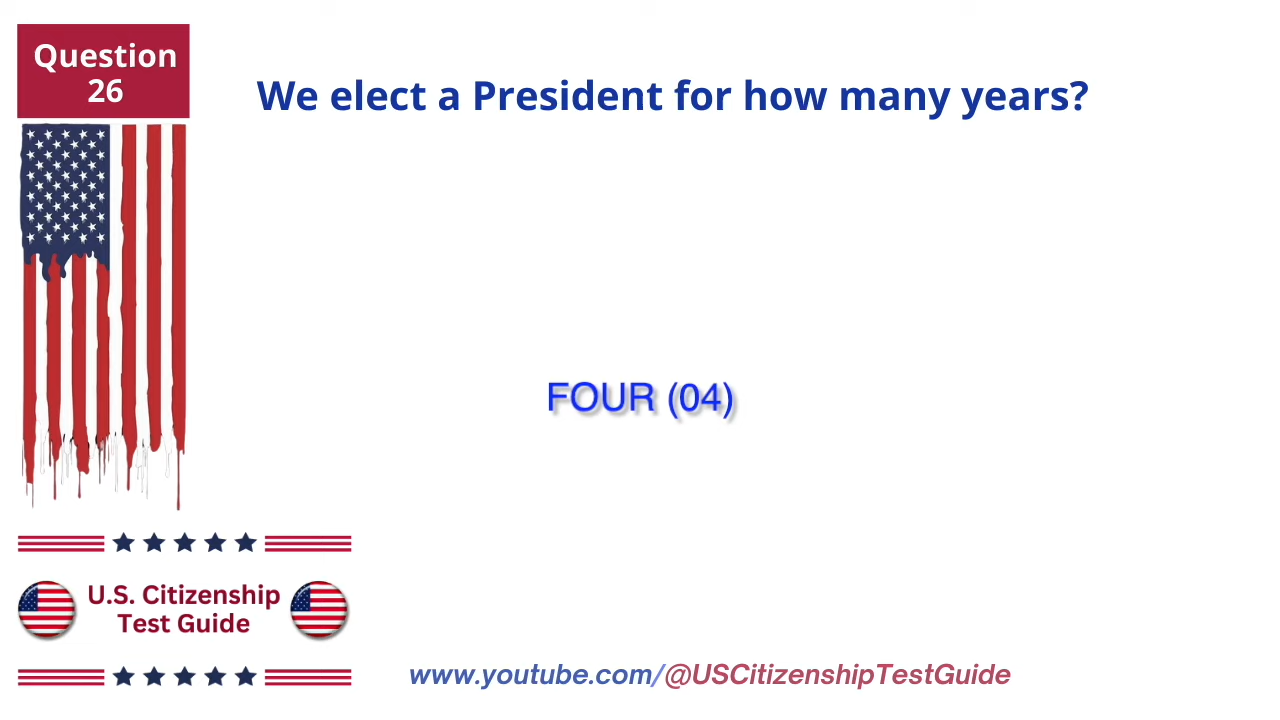 Question
26
We elect a President for how many years?
FOUR (04)
U.S. Citizenship
Test Guide
www.youtube.com/@USCitizenshipTestGuide